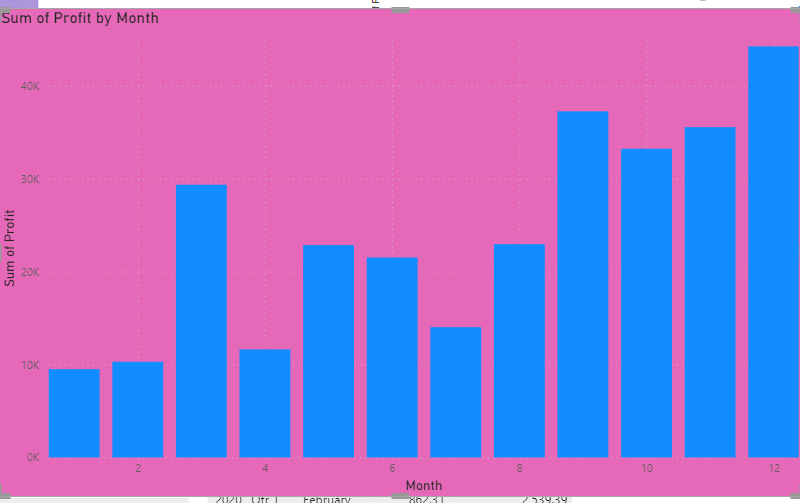 Sum of Profit by Month
40K
30K
20K
10K
0K
Sum of Profit
2 4 6 8 10 12
Month
2020 Qtr 1 February 862.31 2,539.39